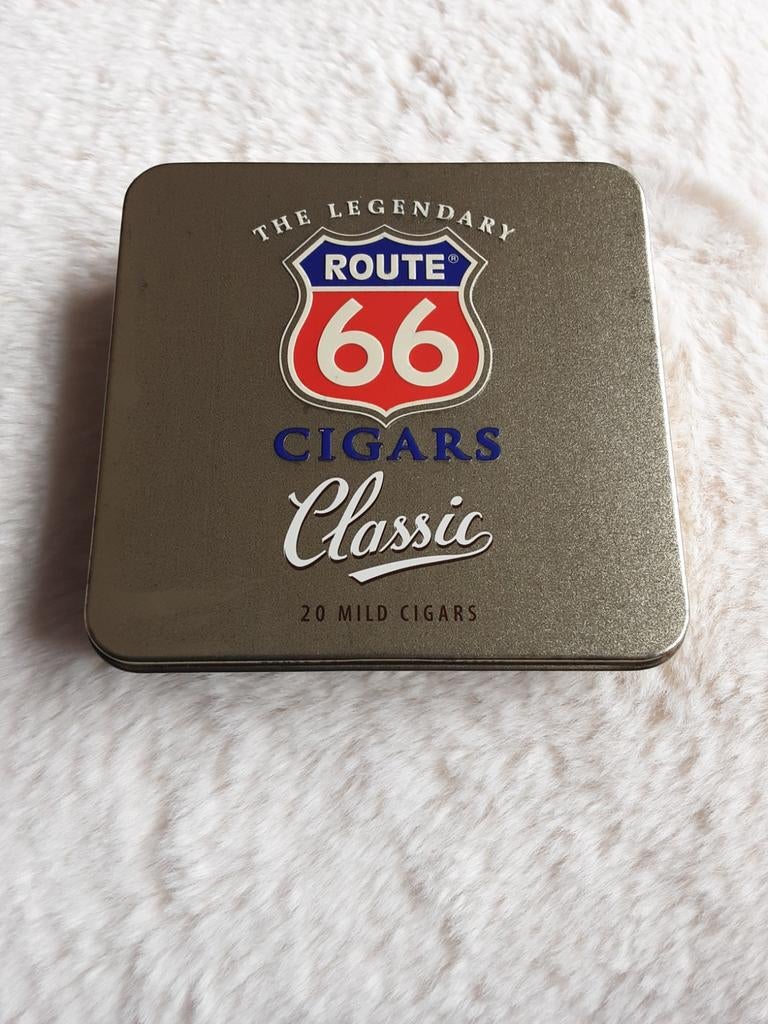 THE LEGENDARY
ROUTE®
66
CIGARS
Classic
20 MILD CIGARS